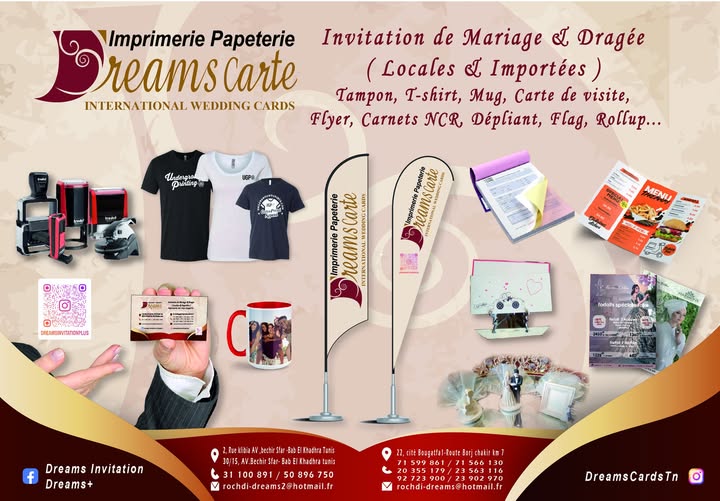 Imprimerie Papeterie
Dreams Carte
INTERNATIONAL WEDDING CARDS
Invitation de Mariage & Dragée
( Locales & Importées )
Tampon, T-shirt, Mug, Carte de visite,
Flyer, Carnets NCR, Dépliant, Flag, Rollup...
Underground
Printing
UGP
Imprimerie Papeterie
Dreams Carte
INTERNATIONAL WEDDING CARDS
Imprimerie Papeterie
Dreams Carte
INTERNATIONAL WEDDING CARDS
MENU
DREAMSINVITATIONPLUS
DREAMS
Dreams Invitation
Dreams+
2, Rue klibia AV ,bechir Sfar- Bab El Khadhra Tunis
30/15, AV.Bechir Sfar- Bab El Khadhra tunis
31 100 891 / 50 896 750
rochdi-dreams2@hotmail.fr
22, cité Bougatfa1-Route Borj chakir km 7
71 599 861 / 71 566 130
20 355 179 / 23 563 116
92 723 900 / 23 902 970
rochdi-dreams@hotmail.fr
DreamsCardsTn